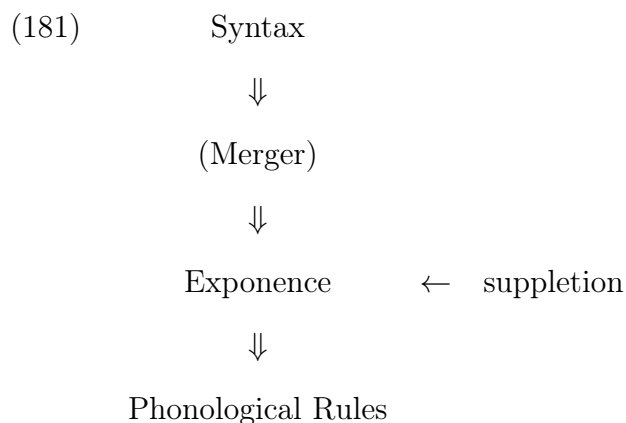 (181) Syntax
⇓
(Merger)
⇓
Exponence ← suppletion
⇓
Phonological Rules